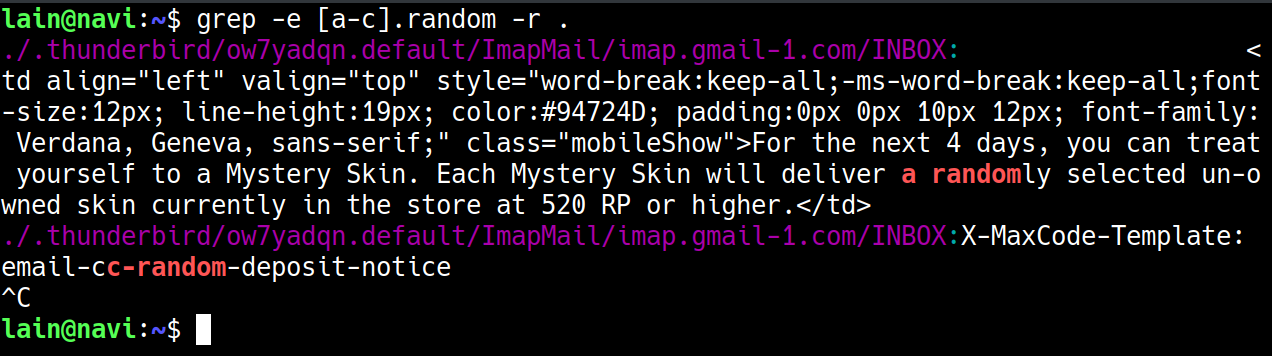 lain@navi:~$ grep -e [a-c].random -r .
./.thunderbird/ow7yadqn.default/ImapMail/imap.gmail-1.com/INBOX:                   <
td align="left" valign="top" style="word-break:keep-all;-ms-word-break:keep-all;font
-size:12px; line-height:19px; color:#94724D; padding:0px 0px 10px 12px; font-family:
 Verdana, Geneva, sans-serif;" class="mobileShow">For the next 4 days, you can treat
 yourself to a Mystery Skin. Each Mystery Skin will deliver a randomly selected un-o
wned skin currently in the store at 520 RP or higher.</td>
./.thunderbird/ow7yadqn.default/ImapMail/imap.gmail-1.com/INBOX:X-MaxCode-Template:
email-cc-random-deposit-notice
^C
lain@navi:~$